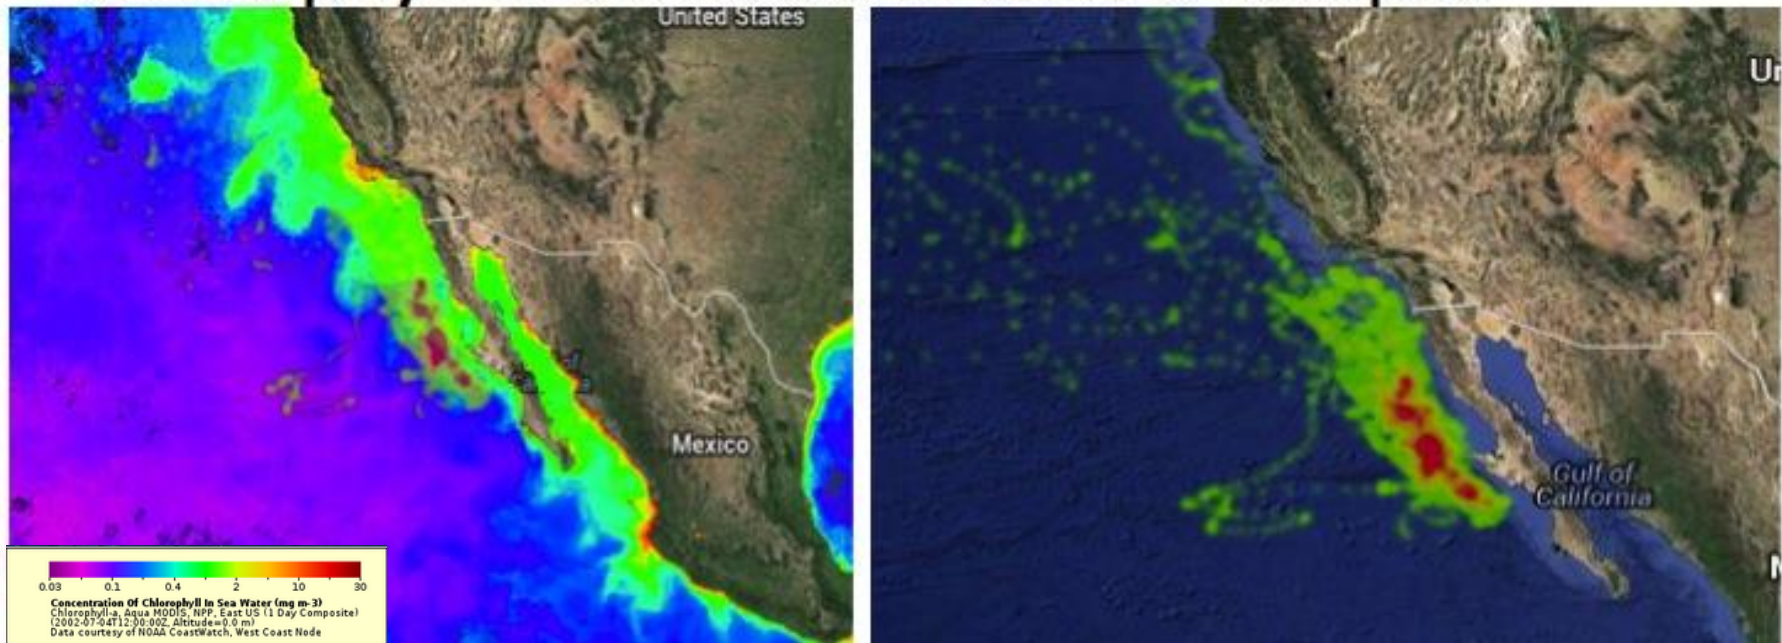 United States
Mexico
0.03 0.1 0.4 2 10 30
Concentration Of Chlorophyll In Sea Water (mg m-3)
Chlorophyll-a, Aqua MODIS, NPP, East US (1 Day Composite)
(2002-07-04T12:00:00Z, Altitude=0.0 m)
Data courtesy of NOAA CoastWatch, West Coast Node
Gulf of
California